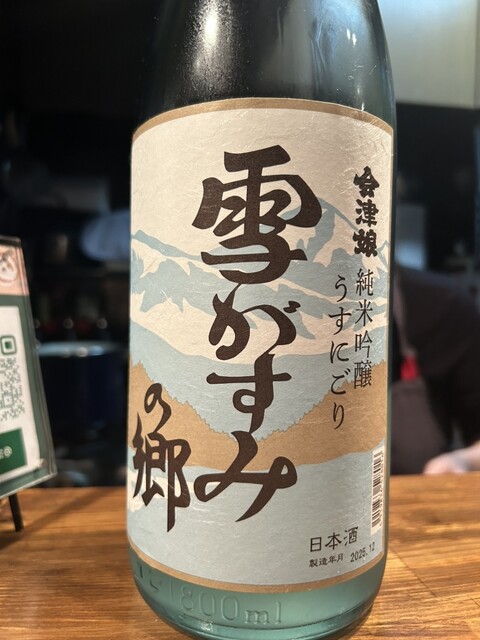 会津娘
純米吟醸
うすにごり
雪がすみ
の郷
日本酒
製造年月 2025.12
1800ml